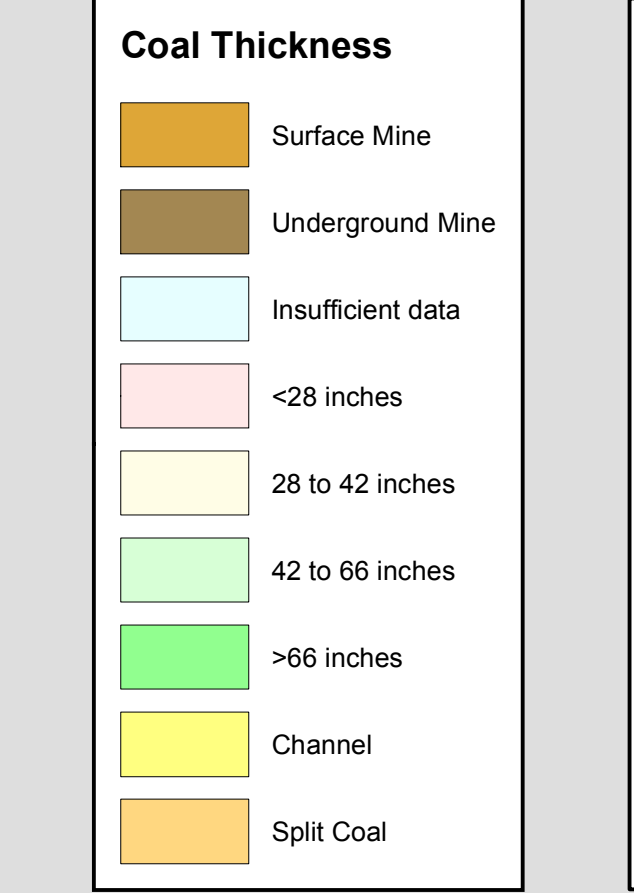 Coal Thickness
Surface Mine
Underground Mine
Insufficient data
<28 inches
28 to 42 inches
42 to 66 inches
>66 inches
Channel
Split Coal